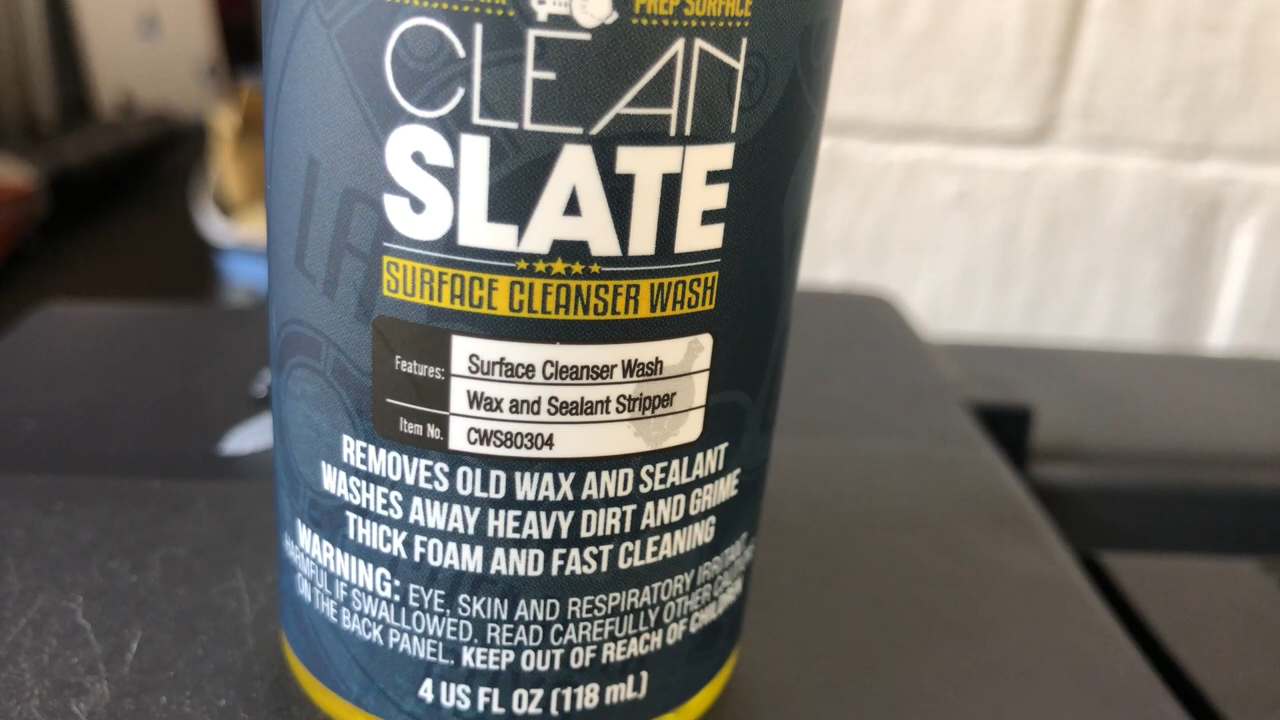 PREP SURFACE
CLEAN
SLATE
SURFACE CLEANSER WASH
Features: Surface Cleanser Wash
Wax and Sealant Stripper
Item No. CWS80304
REMOVES OLD WAX AND SEALANT
WASHES AWAY HEAVY DIRT AND GRIME
THICK FOAM AND FAST CLEANING
WARNING: EYE, SKIN AND RESPIRATORY IRRITANT.
HARMFUL IF SWALLOWED. READ CAREFULLY OTHER CAUTIONS
ON THE BACK PANEL. KEEP OUT OF REACH OF CHILDREN
4 US FL OZ (118 mL)